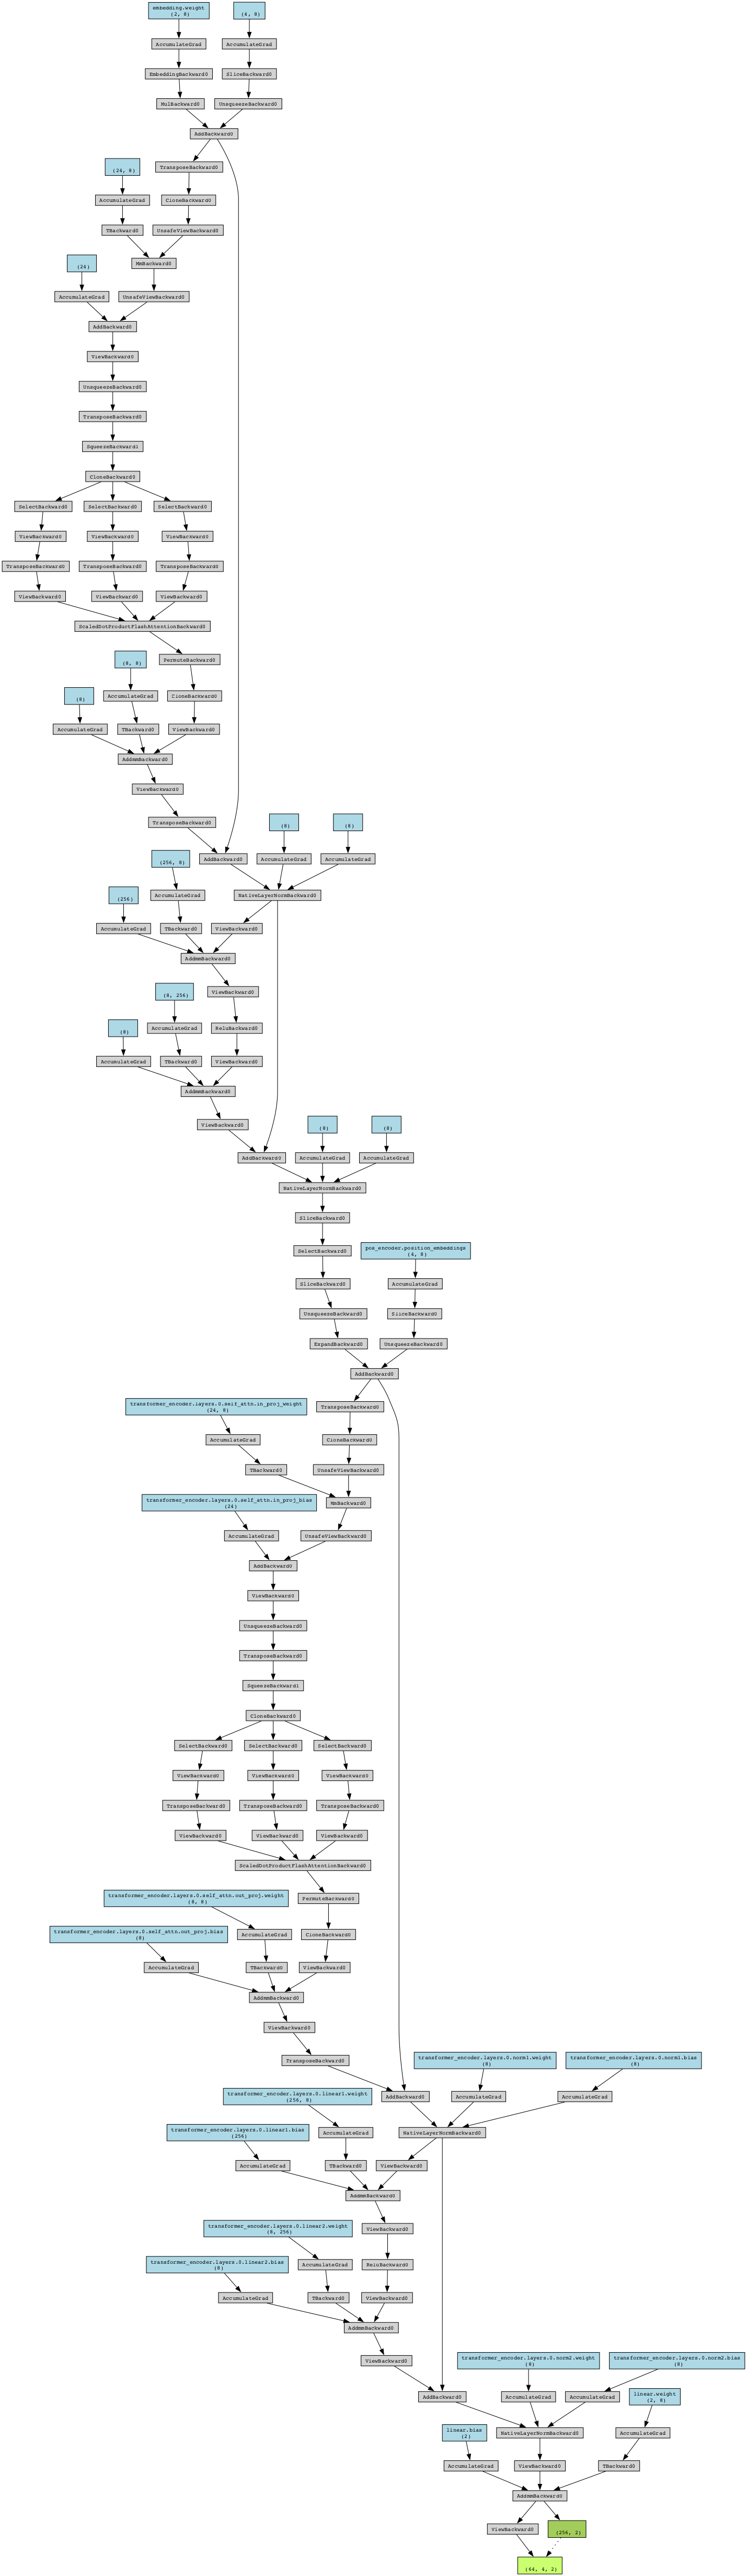 embedding.weight
(2, 8)
(6, 8)
AccumulateGrad
AccumulateGrad
EmbeddingBackward0
SliceBackward0
MulBackward0
UnsqueezeBackward0
AddBackward0
(24, 8)
TransposeBackward0
AccumulateGrad
CloneBackward0
TBackward0
UnsafeViewBackward0
(24)
MmBackward0
AccumulateGrad
UnsafeViewBackward0
AddBackward0
ViewBackward0
UnsqueezeBackward0
TransposeBackward0
SqueezeBackward1
CloneBackward0
SelectBackward0
SelectBackward0
SelectBackward0
ViewBackward0
ViewBackward0
ViewBackward0
TransposeBackward0
TransposeBackward0
TransposeBackward0
ViewBackward0
ViewBackward0
ViewBackward0
ScaledDotProductFlashAttentionBackward0
(8, 8)
PermuteBackward0
(8)
AccumulateGrad
CloneBackward0
AccumulateGrad
TBackward0
ViewBackward0
AddmmBackward0
ViewBackward0
TransposeBackward0
(8)
(8)
(256, 8)
AddBackward0
AccumulateGrad
AccumulateGrad
(256)
AccumulateGrad
NativeLayerNormBackward0
AccumulateGrad
TBackward0
ViewBackward0
AddmmBackward0
(8, 256)
ViewBackward0
(8)
AccumulateGrad
ReluBackward0
AccumulateGrad
TBackward0
ViewBackward0
AddmmBackward0
ViewBackward0
(8)
(8)
AddBackward0
AccumulateGrad
AccumulateGrad
NativeLayerNormBackward0
SliceBackward0
SelectBackward0
pos_encoder.position_embeddings
(4, 8)
SliceBackward0
AccumulateGrad
UnsqueezeBackward0
SliceBackward0
ExpandBackward0
UnsqueezeBackward0
AddBackward0
transformer_encoder.layers.0.self_attn.in_proj_weight
(24, 8)
TransposeBackward0
AccumulateGrad
CloneBackward0
TBackward0
UnsafeViewBackward0
transformer_encoder.layers.0.self_attn.in_proj_bias
(24)
MmBackward0
AccumulateGrad
UnsafeViewBackward0
AddBackward0
ViewBackward0
UnsqueezeBackward0
TransposeBackward0
SqueezeBackward1
CloneBackward0
SelectBackward0
SelectBackward0
SelectBackward0
ViewBackward0
ViewBackward0
ViewBackward0
TransposeBackward0
TransposeBackward0
TransposeBackward0
ViewBackward0
ViewBackward0
ViewBackward0
ScaledDotProductFlashAttentionBackward0
transformer_encoder.layers.0.self_attn.out_proj.weight
(8, 8)
PermuteBackward0
transformer_encoder.layers.0.self_attn.out_proj.bias
(8)
AccumulateGrad
CloneBackward0
AccumulateGrad
TBackward0
ViewBackward0
AddmmBackward0
ViewBackward0
TransposeBackward0
transformer_encoder.layers.0.norm1.weight
(8)
transformer_encoder.layers.0.norm1.bias
(8)
transformer_encoder.layers.0.linear1.weight
(256, 8)
AddBackward0
AccumulateGrad
AccumulateGrad
transformer_encoder.layers.0.linear1.bias
(256)
AccumulateGrad
NativeLayerNormBackward0
AccumulateGrad
TBackward0
ViewBackward0
AddmmBackward0
transformer_encoder.layers.0.linear2.weight
(8, 256)
ViewBackward0
transformer_encoder.layers.0.linear2.bias
(8)
AccumulateGrad
ReluBackward0
AccumulateGrad
TBackward0
ViewBackward0
AddmmBackward0
ViewBackward0
transformer_encoder.layers.0.norm2.weight
(8)
transformer_encoder.layers.0.norm2.bias
(8)
AddBackward0
AccumulateGrad
AccumulateGrad
linear.weight
(2, 8)
linear.bias
(2)
NativeLayerNormBackward0
AccumulateGrad
AccumulateGrad
ViewBackward0
TBackward0
AddmmBackward0
ViewBackward0
(256, 2)
(64, 4, 2)